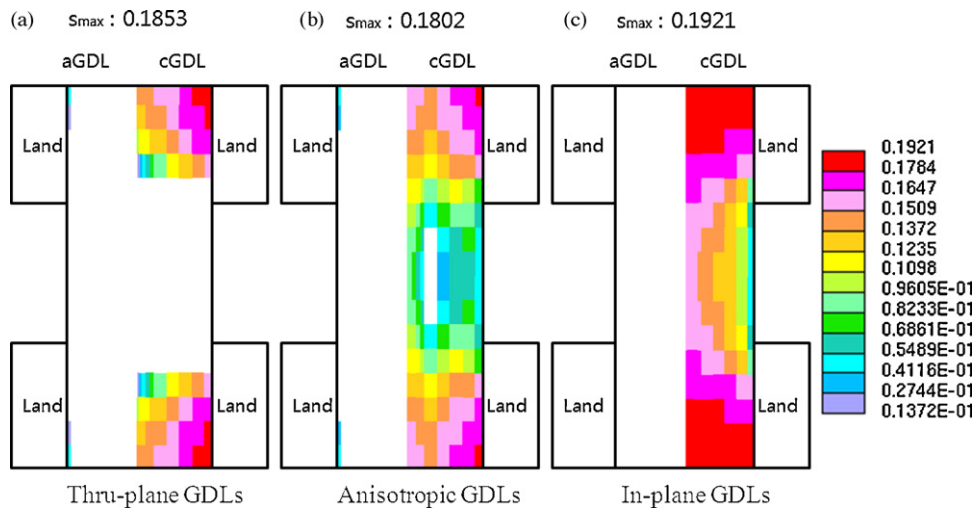 (a) smax : 0.1853
aGDL cGDL
Land Land
Land Land
Thru-plane GDLs
(b) smax : 0.1802
aGDL cGDL
Land Land
Land Land
Anisotropic GDLs
(c) smax : 0.1921
aGDL cGDL
Land Land
Land Land
In-plane GDLs
0.1921
0.1784
0.1647
0.1509
0.1372
0.1235
0.1098
0.9605E-01
0.8233E-01
0.6861E-01
0.5489E-01
0.4116E-01
0.2744E-01
0.1372E-01